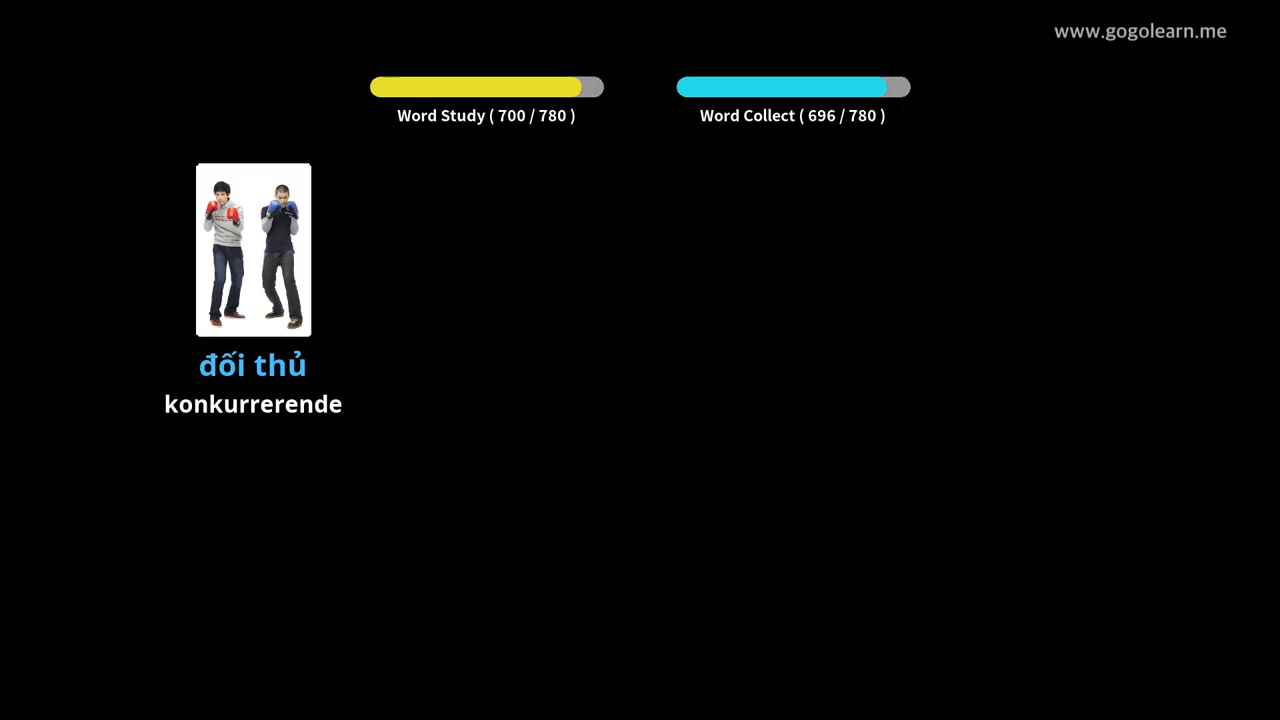 www.gogolearn.me
Word Study ( 700 / 780 )
Word Collect ( 696 / 780 )
đối thủ
konkurrerende